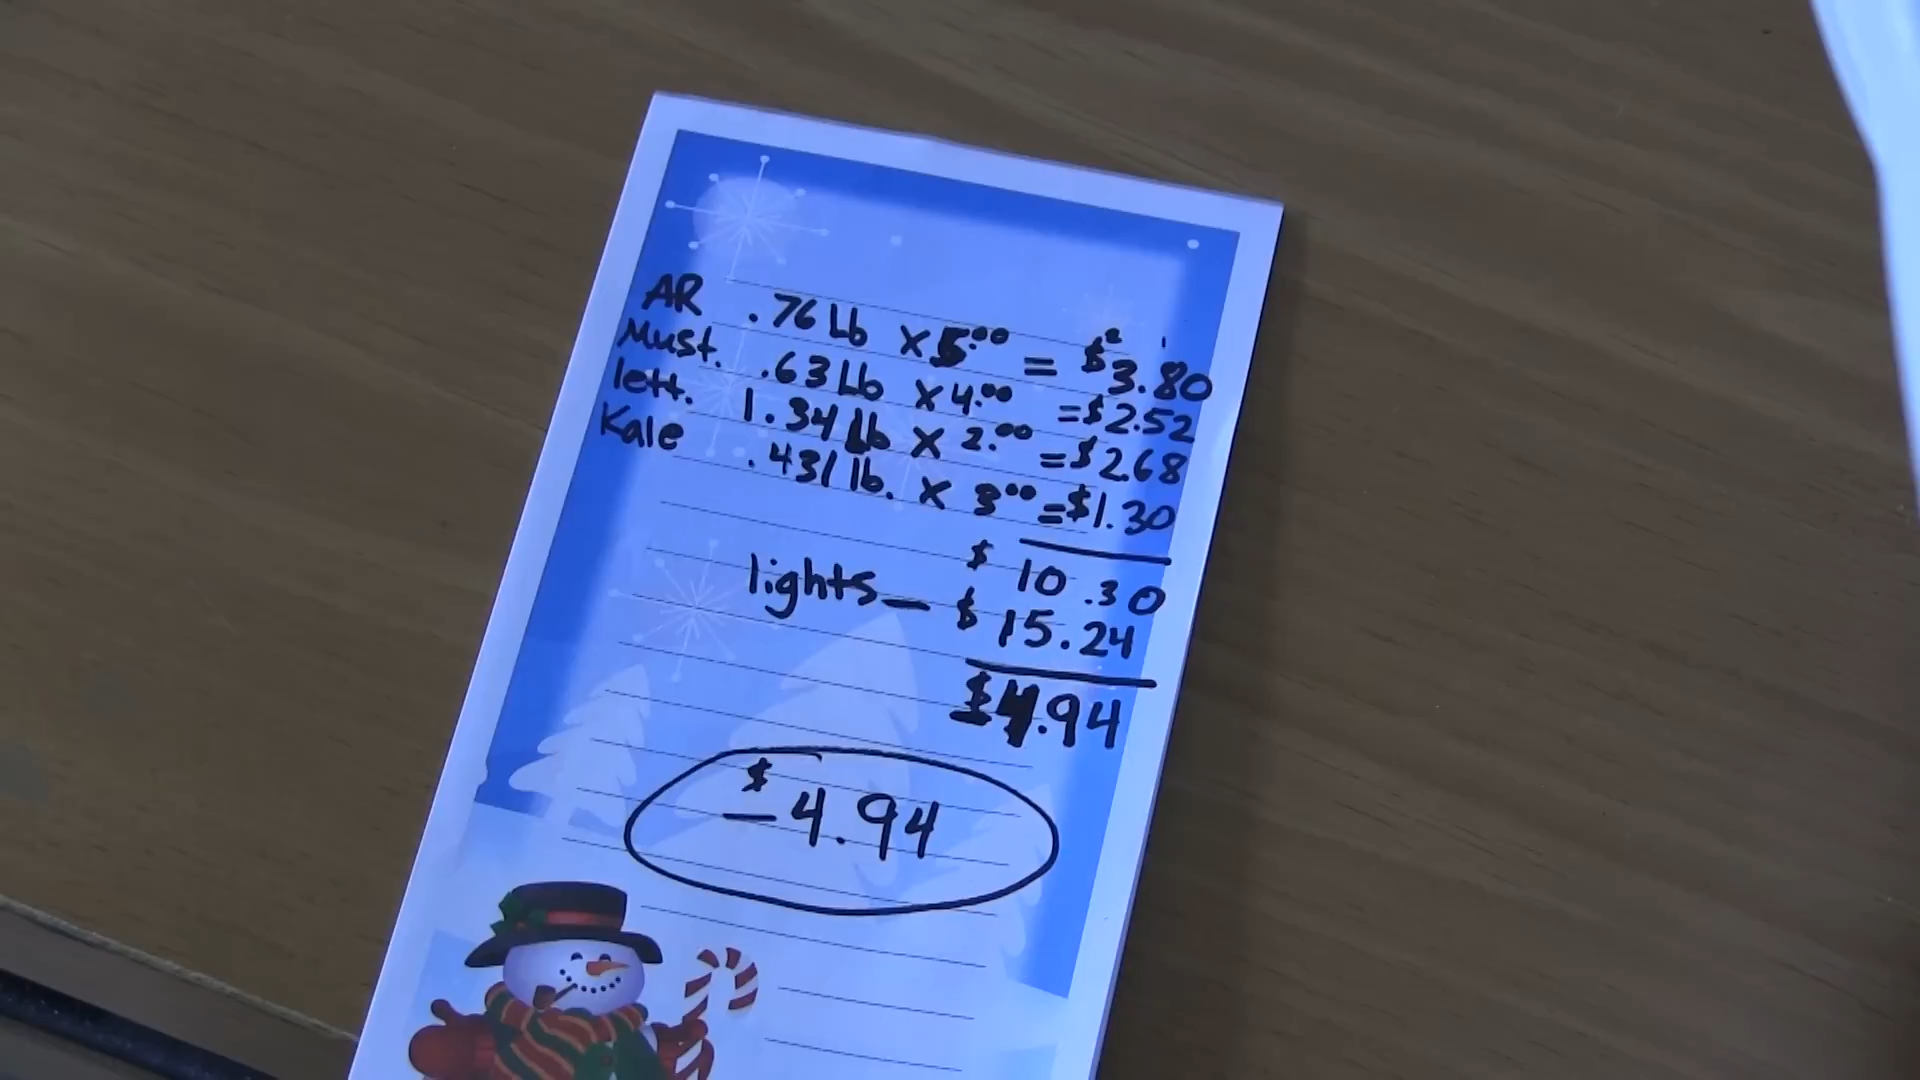 AR .76 Lb x 5.00 = $3.80
Must. .63 Lb x 4.00 = $2.52
lett. 1.34 lb x 2.00 = $2.68
Kale .431 lb. x 3 00 = $1.30
$ 10.30
lights — $ 15.24
$4.94
$ –4.94